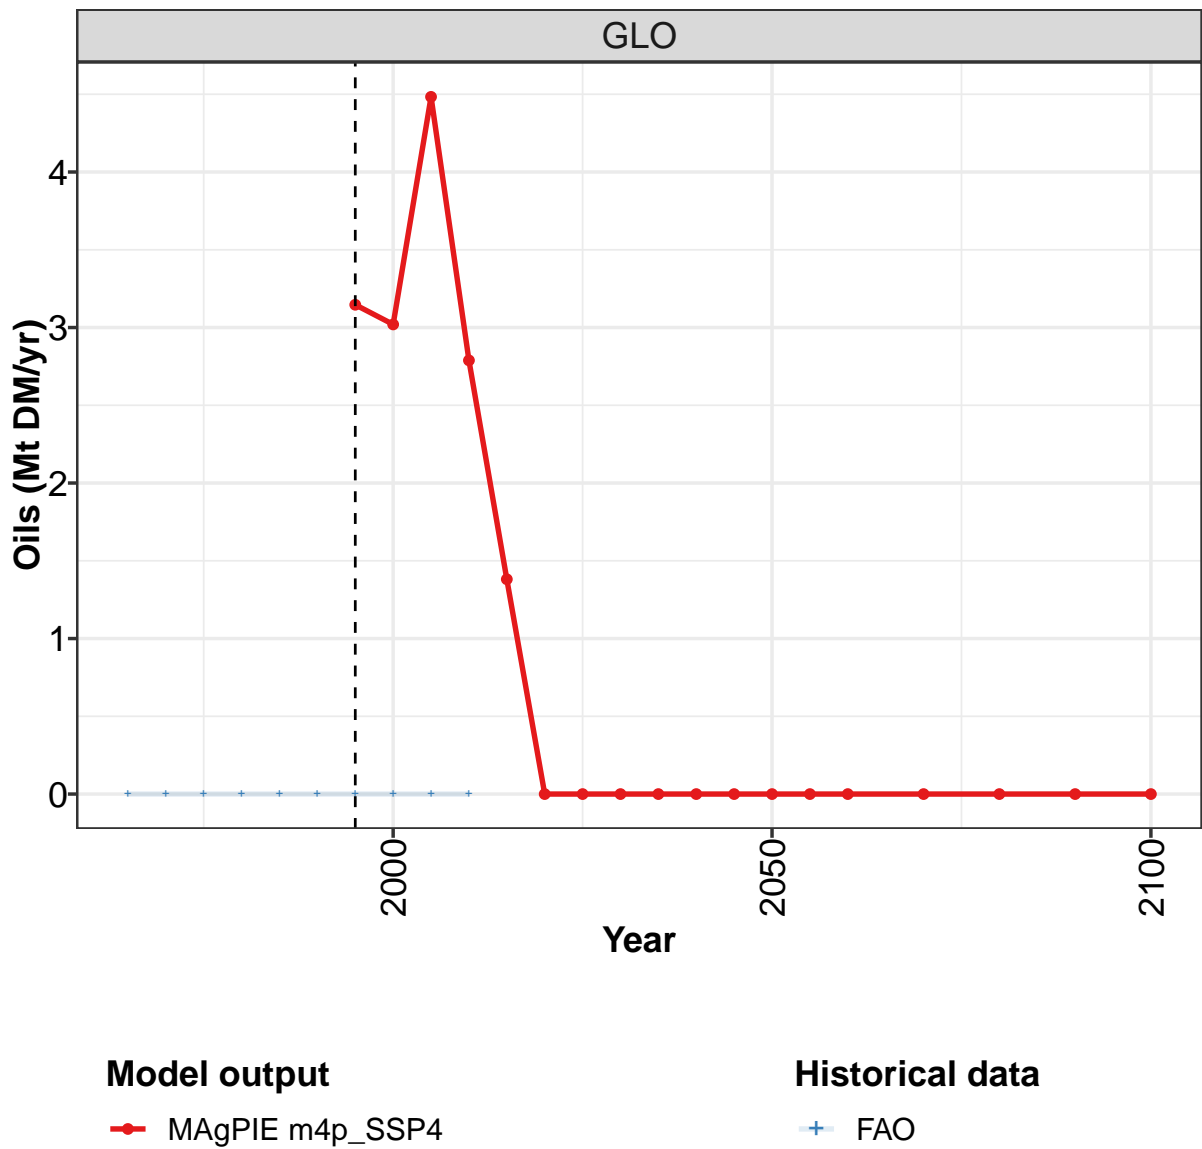 GLO
Oils (Mt DM/yr)
4
3
2
1
0
2000
2050
2100
Year
Model output
MAgPIE m4p_SSP4
Historical data
FAO